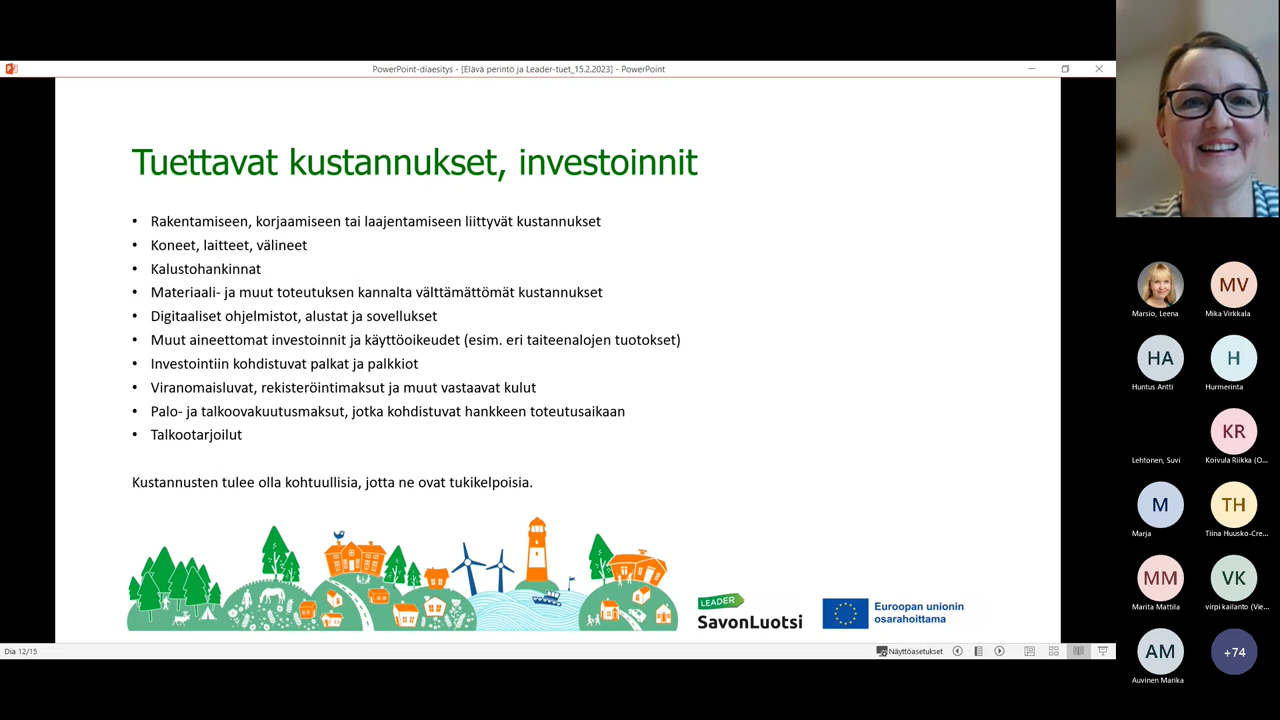 PowerPoint-diaesitys - [Elävä perintö ja Leader-tuet_15.2.2023] - PowerPoint
Tuettavat kustannukset, investoinnit
• Rakentamiseen, korjaamiseen tai laajentamiseen liittyvät kustannukset
• Koneet, laitteet, välineet
• Kalustohankinnat
• Materiaali- ja muut toteutuksen kannalta välttämättömät kustannukset
• Digitaaliset ohjelmistot, alustat ja sovellukset
• Muut aineettomat investoinnit ja käyttöoikeudet (esim. eri taiteenalojen tuotokset)
• Investointiin kohdistuvat palkat ja palkkiot
• Viranomaisluvat, rekisteröintimaksut ja muut vastaavat kulut
• Palo- ja talkoovakuutusmaksut, jotka kohdistuvat hankkeen toteutusaikaan
• Talkootarjoilut
Kustannusten tulee olla kohtuullisia, jotta ne ovat tukikelpoisia.
LEADER
SavonLuotsi
Euroopan unionin
osarahoittama
Dia 12/15
Näyttöasetukset
Marsio, Leena
MV
Mika Virkkala
HA
Huntus Antti
H
Hurmerinta
Lehtonen, Suvi
KR
Koivula Riikka (O...
M
Marja
TH
Tiina Huusko-Cre...
MM
Marita Mattila
VK
virpi kailanto (Vie...
AM
Auvinen Marika
+74